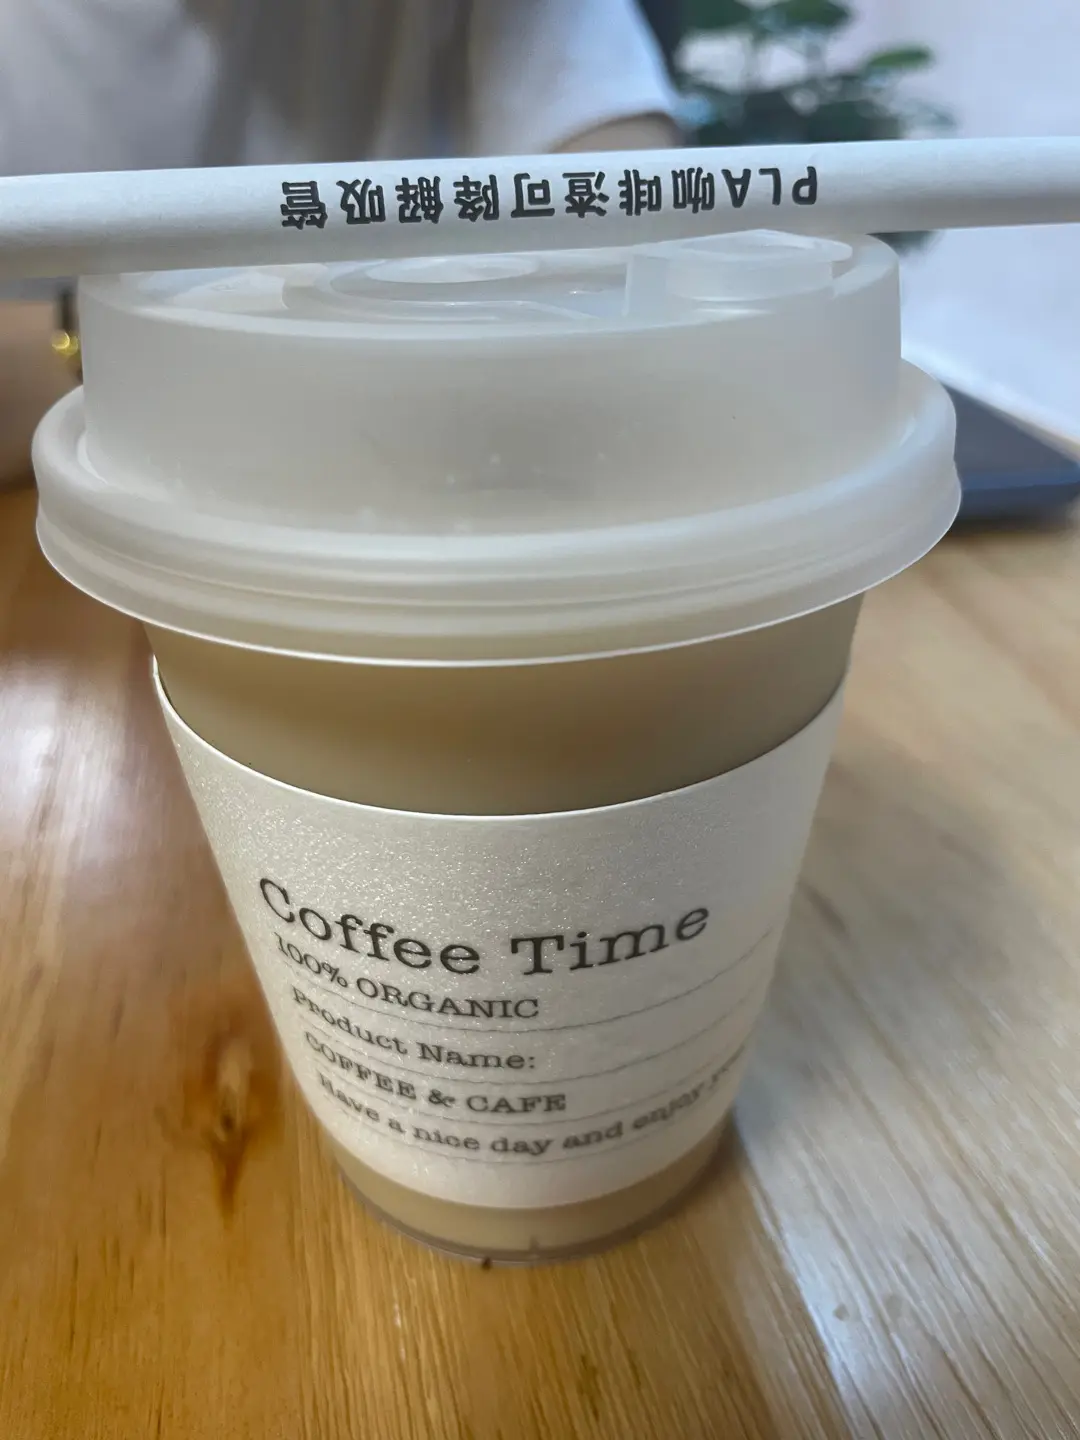 PLA咖啡渣可降解吸管
Coffee Time
100% ORGANIC
Product Name:
COFFEE & CAFE
Have a nice day and enjoy